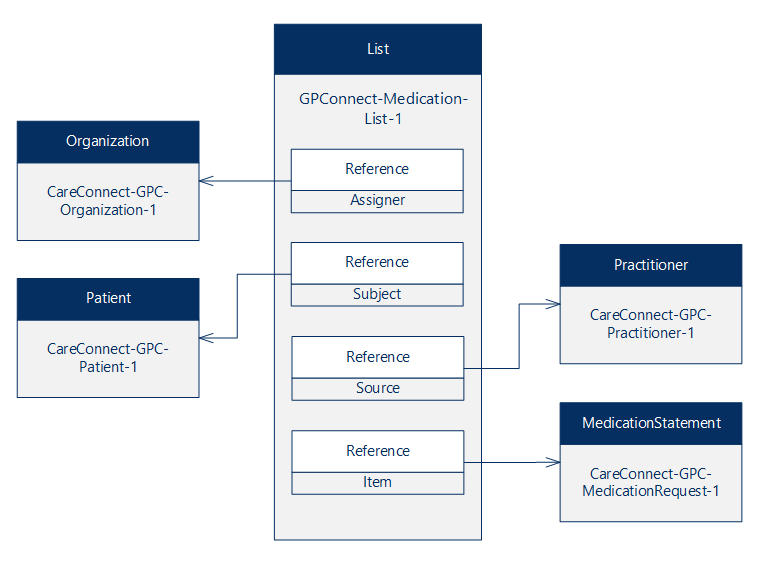 List
GPConnect-Medication-
List-1
Reference
Assigner
Reference
Subject
Reference
Source
Reference
Item
Organization
CareConnect-GPC-
Organization-1
Patient
CareConnect-GPC-
Patient-1
Practitioner
CareConnect-GPC-
Practitioner-1
MedicationStatement
CareConnect-GPC-
MedicationRequest-1